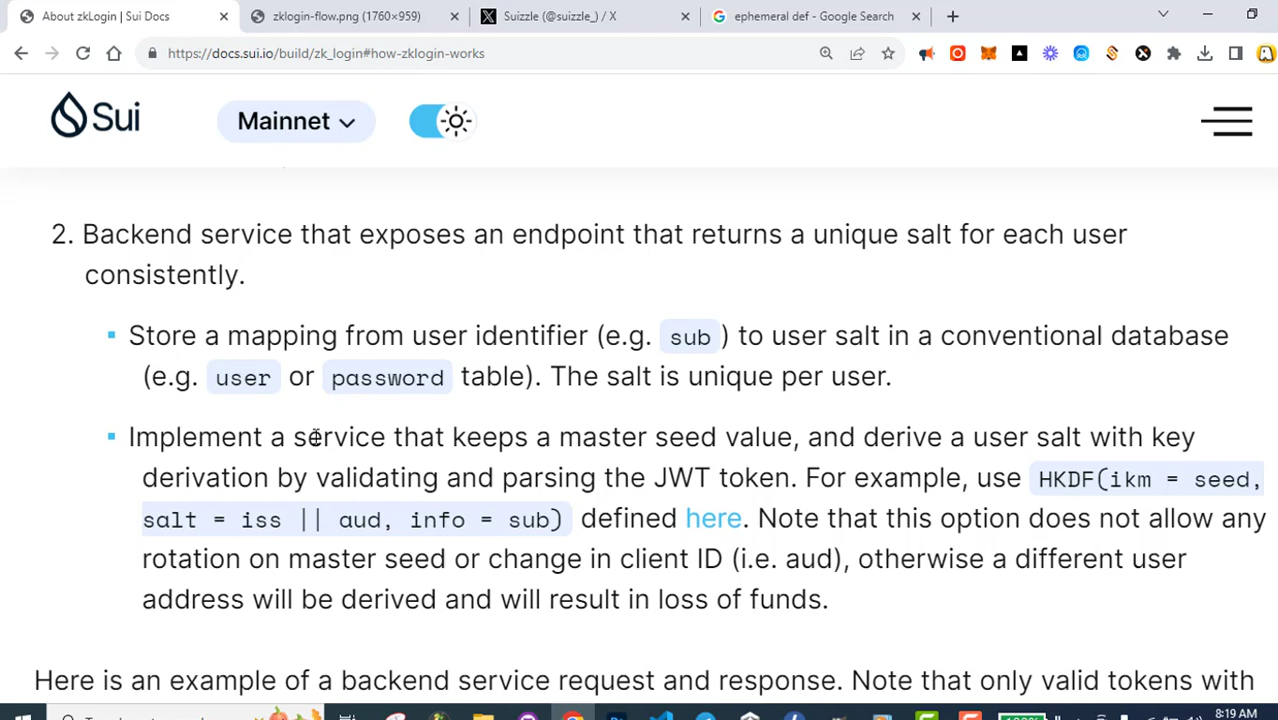 About zkLogin | Sui Docs
zklogin-flow.png (1760×959)
Suizzle (@suizzle_) / X
ephemeral def - Google Search
https://docs.sui.io/build/zk_login#how-zklogin-works
Sui
Mainnet
2. Backend service that exposes an endpoint that returns a unique salt for each user
consistently.
Store a mapping from user identifier (e.g. sub ) to user salt in a conventional database
(e.g. user or password table). The salt is unique per user.
Implement a service that keeps a master seed value, and derive a user salt with key
derivation by validating and parsing the JWT token. For example, use HKDF(ikm = seed,
salt = iss || aud, info = sub) defined here. Note that this option does not allow any
rotation on master seed or change in client ID (i.e. aud), otherwise a different user
address will be derived and will result in loss of funds.
Here is an example of a backend service request and response. Note that only valid tokens with
8:19 AM